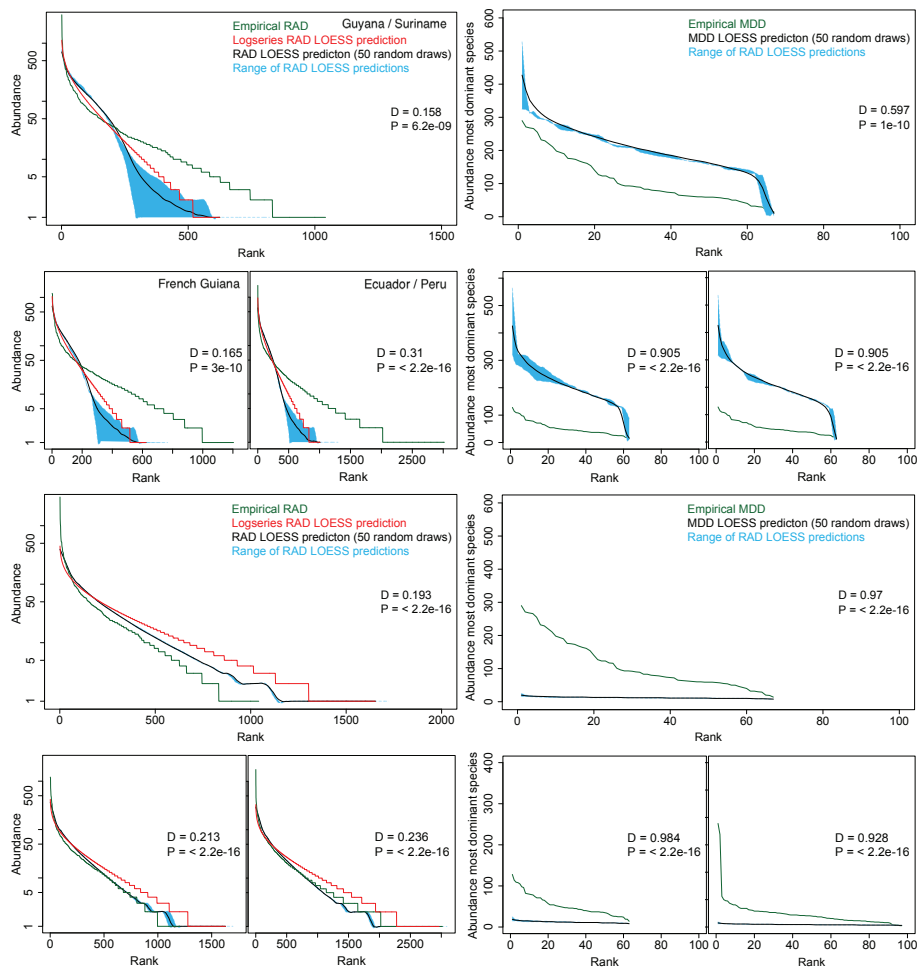 Empirical RAD
Guyana / Suriname
Logseries RAD LOESS prediction
RAD LOESS predicton (50 random draws)
Range of RAD LOESS predictions
D = 0.158
P = 6.2e-09
Abundance
500
50
5
1
0
500
1000
1500
Rank
Empirical MDD
MDD LOESS predicton (50 random draws)
Range of RAD LOESS predictions
D = 0.597
P = 1e-10
Abundance most dominant species
600
500
400
300
200
100
0
0
20
40
60
80
100
Rank
French Guiana
D = 0.165
P = 3e-10
Abundance
500
50
5
1
0
200
600
1000
Rank
Ecuador / Peru
D = 0.31
P = < 2.2e-16
0
500
1000
2000
3000
Rank
D = 0.905
P = < 2.2e-16
Abundance most dominant species
500
300
100
0
0
20
40
60
80
100
Rank
D = 0.905
P = < 2.2e-16
0
20
40
60
80
100
Rank
Empirical RAD
Logseries RAD LOESS prediction
RAD LOESS predicton (50 random draws)
Range of RAD LOESS predictions
D = 0.193
P = < 2.2e-16
Abundance
500
50
5
1
0
500
1000
1500
2000
Rank
Empirical MDD
MDD LOESS predicton (50 random draws)
Range of RAD LOESS predictions
D = 0.97
P = < 2.2e-16
Abundance most dominant species
600
500
400
300
200
100
0
0
20
40
60
80
100
Rank
D = 0.213
P = < 2.2e-16
Abundance
500
50
5
1
0
500
1000
1500
Rank
D = 0.236
P = < 2.2e-16
0
500
1500
2500
Rank
D = 0.984
P = < 2.2e-16
Abundance most dominant species
400
300
200
100
0
0
20
40
60
80
100
Rank
D = 0.928
P = < 2.2e-16
0
20
40
60
80
100
Rank